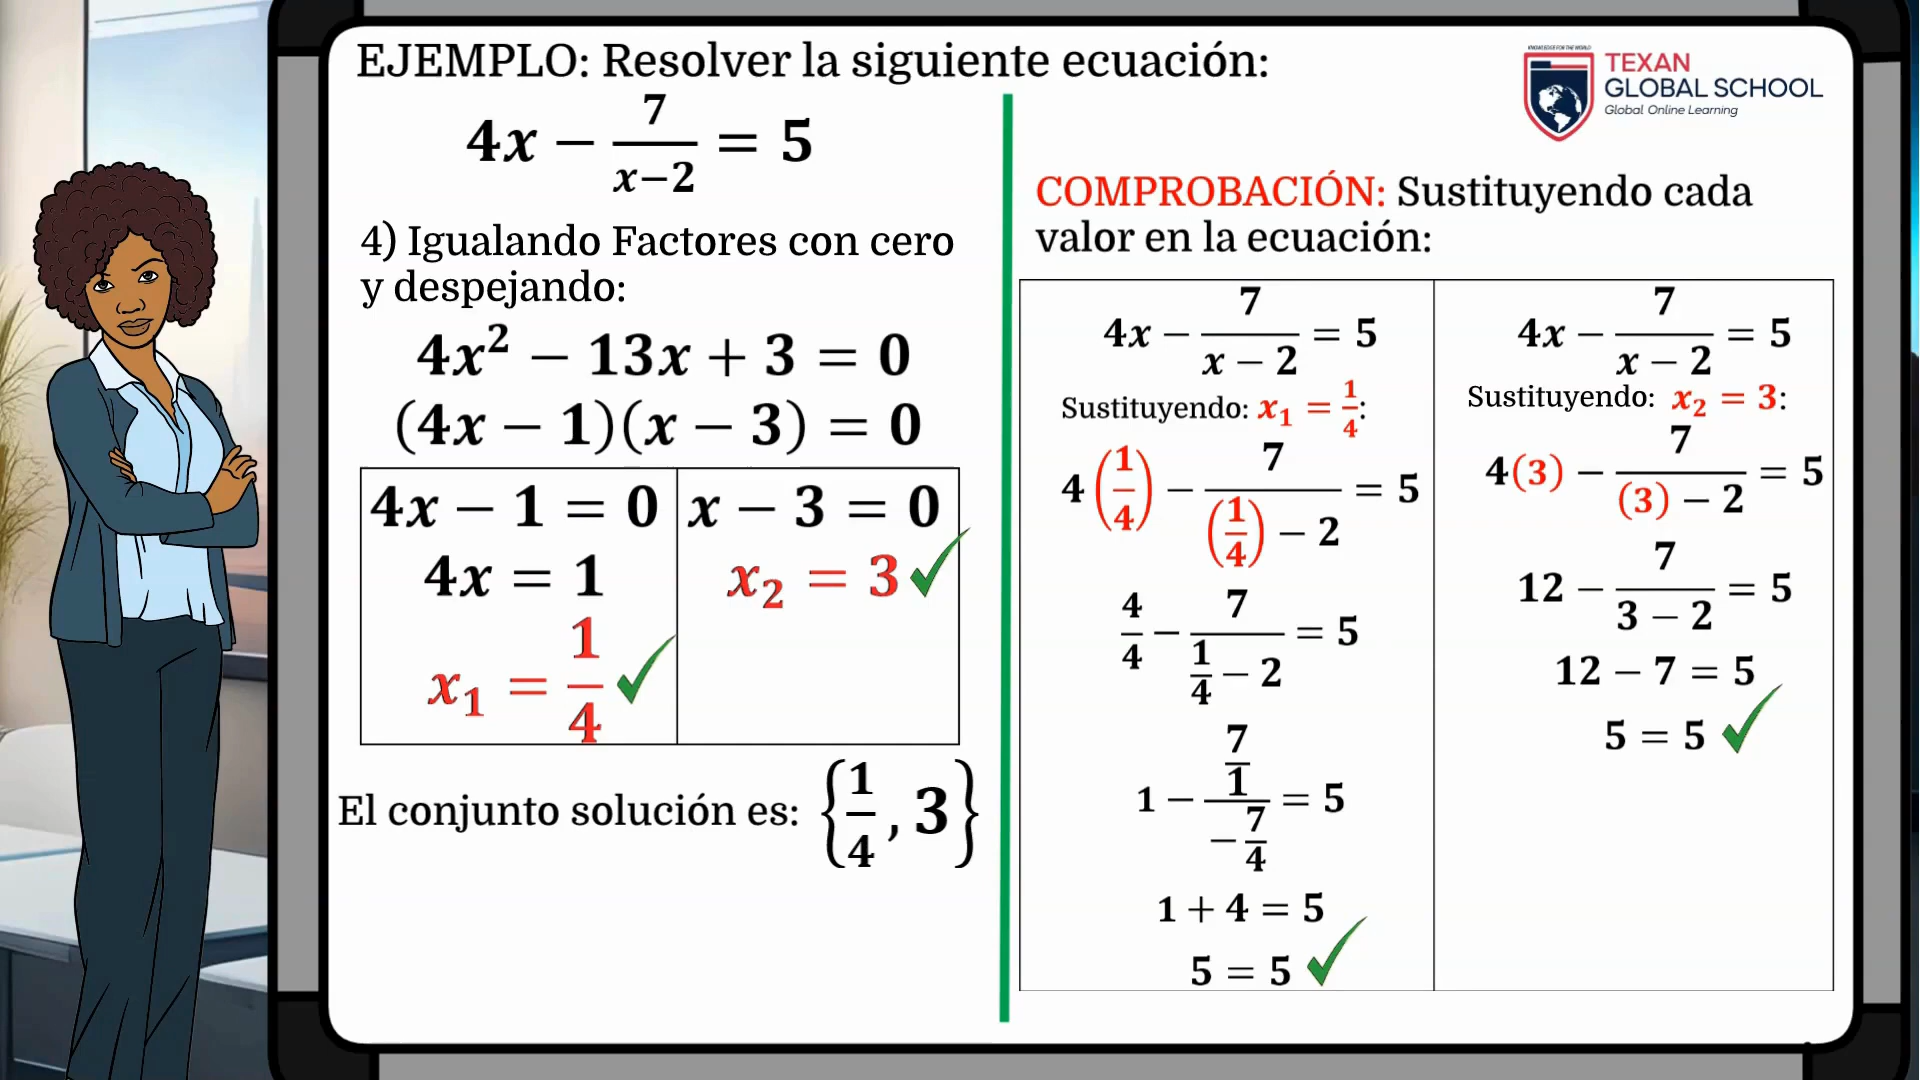 EJEMPLO: Resolver la siguiente ecuación:
4x − 7/(x−2) = 5
4) Igualando Factores con cero
y despejando:
4x² − 13x + 3 = 0
(4x − 1)(x − 3) = 0
4x − 1 = 0
4x = 1
x₁ = 1/4
x − 3 = 0
x₂ = 3
El conjunto solución es: {1/4, 3}
KNOWLEDGE FOR THE WORLD
TEXAN
GLOBAL SCHOOL
Global Online Learning
COMPROBACIÓN: Sustituyendo cada
valor en la ecuación:
4x − 7/(x − 2) = 5
Sustituyendo: x₁ = 1/4:
4(1/4) − 7/((1/4) − 2) = 5
4/4 − 7/(1/4 − 2) = 5
1 − (7/1)/(−7/4) = 5
1 + 4 = 5
5 = 5
4x − 7/(x − 2) = 5
Sustituyendo: x₂ = 3:
4(3) − 7/((3) − 2) = 5
12 − 7/(3 − 2) = 5
12 − 7 = 5
5 = 5